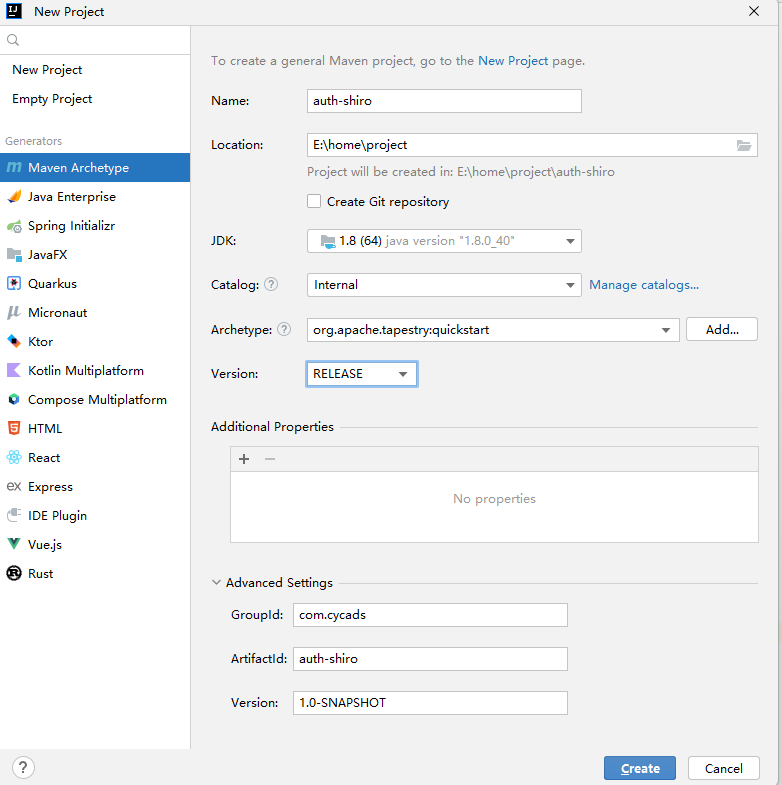 New Project
New Project
Empty Project
Generators
Maven Archetype
Java Enterprise
Spring Initializr
JavaFX
Quarkus
Micronaut
Ktor
Kotlin Multiplatform
Compose Multiplatform
HTML
React
Express
IDE Plugin
Vue.js
Rust
To create a general Maven project, go to the New Project page.
Name: auth-shiro
Location: E:\home\project
Project will be created in: E:\home\project\auth-shiro
Create Git repository
JDK: 1.8 (64) java version "1.8.0_40"
Catalog: ? Internal Manage catalogs...
Archetype: ? org.apache.tapestry:quickstart Add...
Version: RELEASE
Additional Properties
No properties
Advanced Settings
GroupId: com.cycads
ArtifactId: auth-shiro
Version: 1.0-SNAPSHOT
? Create Cancel